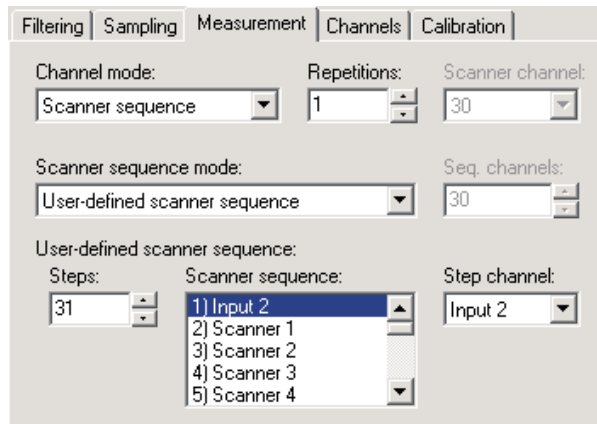 Filtering Sampling Measurement Channels Calibration
Channel mode: Repetitions: Scanner channel:
Scanner sequence 1 30
Scanner sequence mode: Seq. channels:
User-defined scanner sequence 30
User-defined scanner sequence:
Steps: Scanner sequence: Step channel:
31 1) Input 2 Input 2
2) Scanner 1
3) Scanner 2
4) Scanner 3
5) Scanner 4